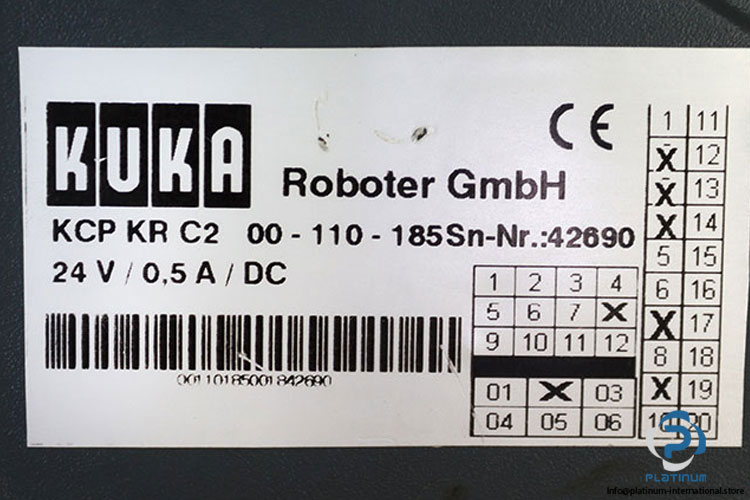 KUKA
Roboter GmbH
CE
KCP KR C2 00 - 110 - 185 Sn-Nr.:42690
24 V / 0,5 A / DC
00110185001842690
1 2 3 4
5 6 7 X
9 10 11 12
01 X 03
04 05 06
1 11
X 12
X 13
X 14
5 15
6 16
X 17
8 18
X 19
20
PLATINUM
info@platinum-international.store